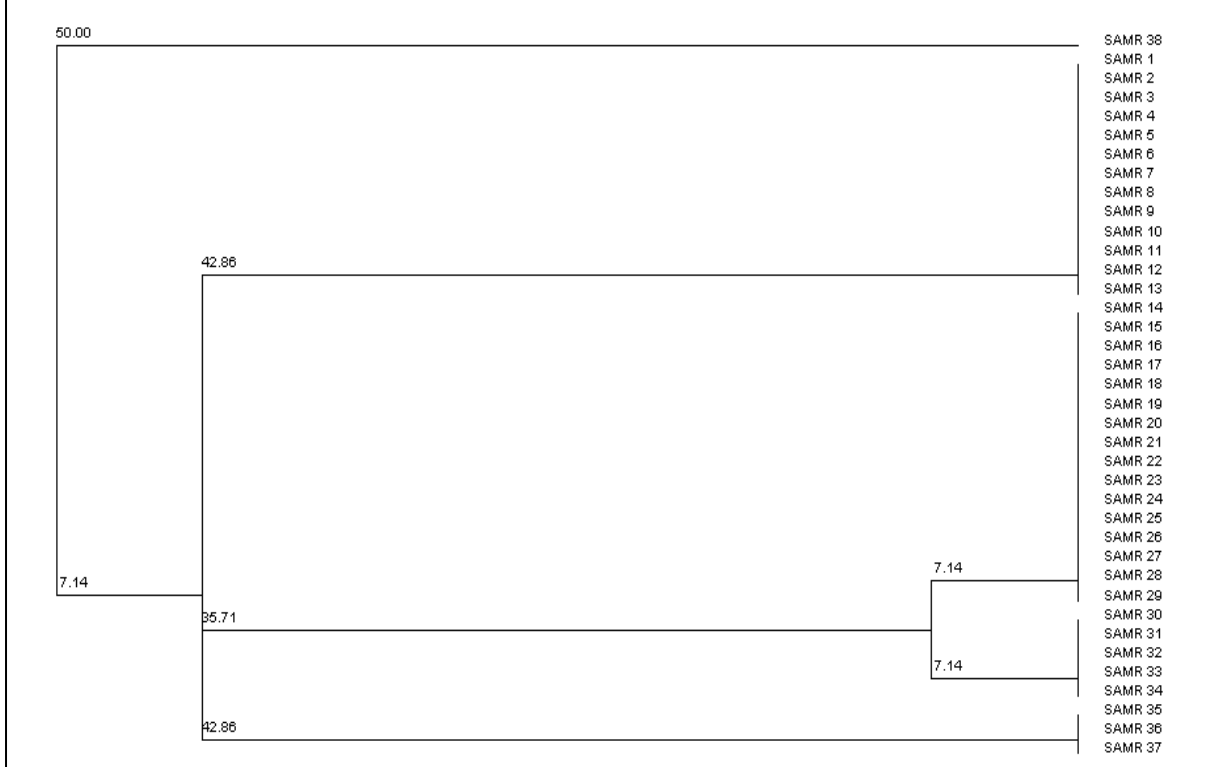 50.00
SAMR 38
SAMR 1
SAMR 2
SAMR 3
SAMR 4
SAMR 5
SAMR 6
SAMR 7
SAMR 8
SAMR 9
SAMR 10
SAMR 11
42.86
SAMR 12
SAMR 13
SAMR 14
SAMR 15
SAMR 16
SAMR 17
SAMR 18
SAMR 19
SAMR 20
SAMR 21
SAMR 22
SAMR 23
SAMR 24
SAMR 25
SAMR 26
SAMR 27
7.14
7.14
SAMR 28
SAMR 29
35.71
SAMR 30
SAMR 31
SAMR 32
7.14
SAMR 33
SAMR 34
SAMR 35
42.86
SAMR 36
SAMR 37